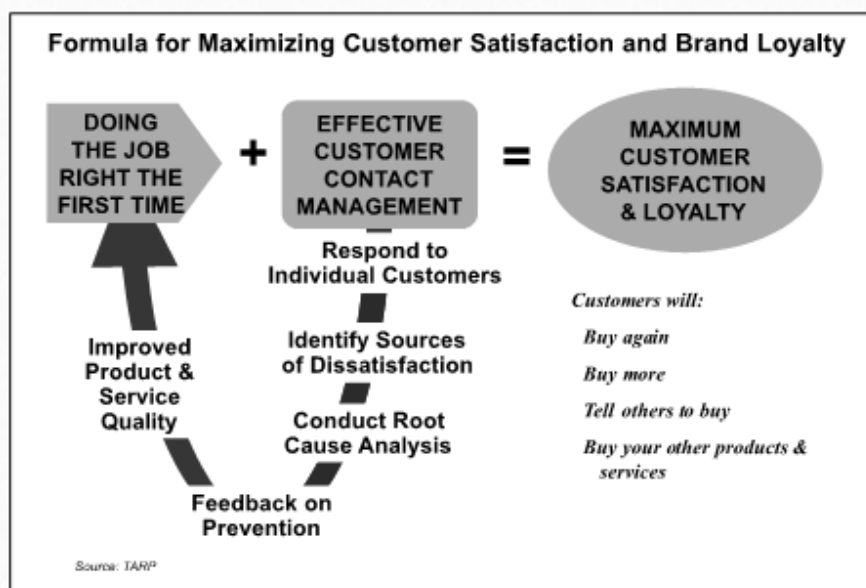 Formula for Maximizing Customer Satisfaction and Brand Loyalty
DOING
THE JOB
RIGHT THE
FIRST TIME
+
EFFECTIVE
CUSTOMER
CONTACT
MANAGEMENT
=
MAXIMUM
CUSTOMER
SATISFACTION
& LOYALTY
Respond to
Individual Customers
Identify Sources
of Dissatisfaction
Conduct Root
Cause Analysis
Feedback on
Prevention
Improved
Product &
Service
Quality
Customers will:
Buy again
Buy more
Tell others to buy
Buy your other products &
services
Source: TARP